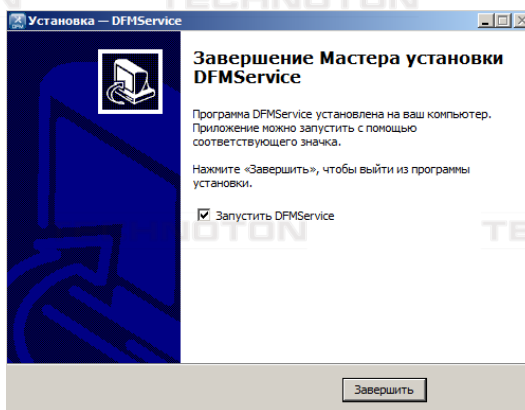 TECHNOTON
Установка — DFMService
Завершение Мастера установки
DFMService
Программа DFMService установлена на ваш компьютер.
Приложение можно запустить с помощью
соответствующего значка.
Нажмите «Завершить», чтобы выйти из программы
установки.
Запустить DFMService
Завершить